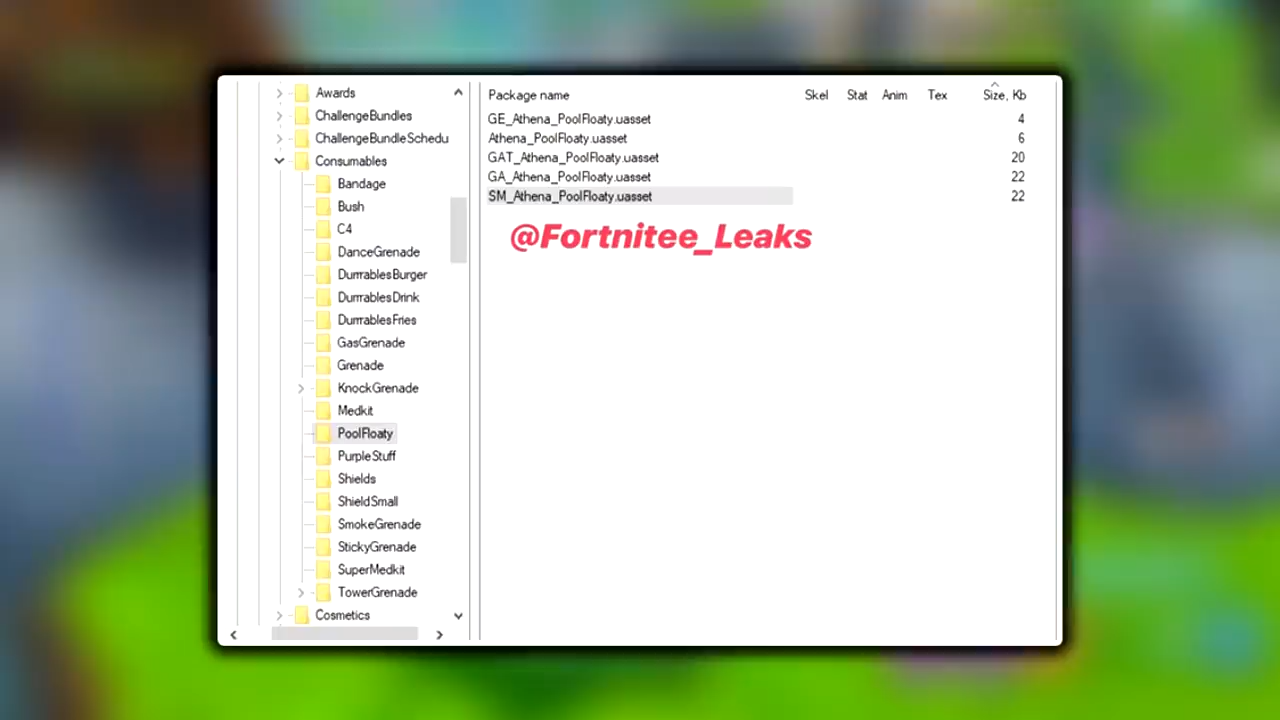 Awards
ChallengeBundles
ChallengeBundleSchedu
Consumables
Bandage
Bush
C4
DanceGrenade
DurrrablesBurger
DurrrablesDrink
DurrrablesFries
GasGrenade
Grenade
KnockGrenade
Medkit
PoolFloaty
PurpleStuff
Shields
ShieldSmall
SmokeGrenade
StickyGrenade
SuperMedkit
TowerGrenade
Cosmetics
Package name Skel Stat Anim Tex Size, Kb
GE_Athena_PoolFloaty.uasset 4
Athena_PoolFloaty.uasset 6
GAT_Athena_PoolFloaty.uasset 20
GA_Athena_PoolFloaty.uasset 22
SM_Athena_PoolFloaty.uasset 22
@Fortnitee_Leaks